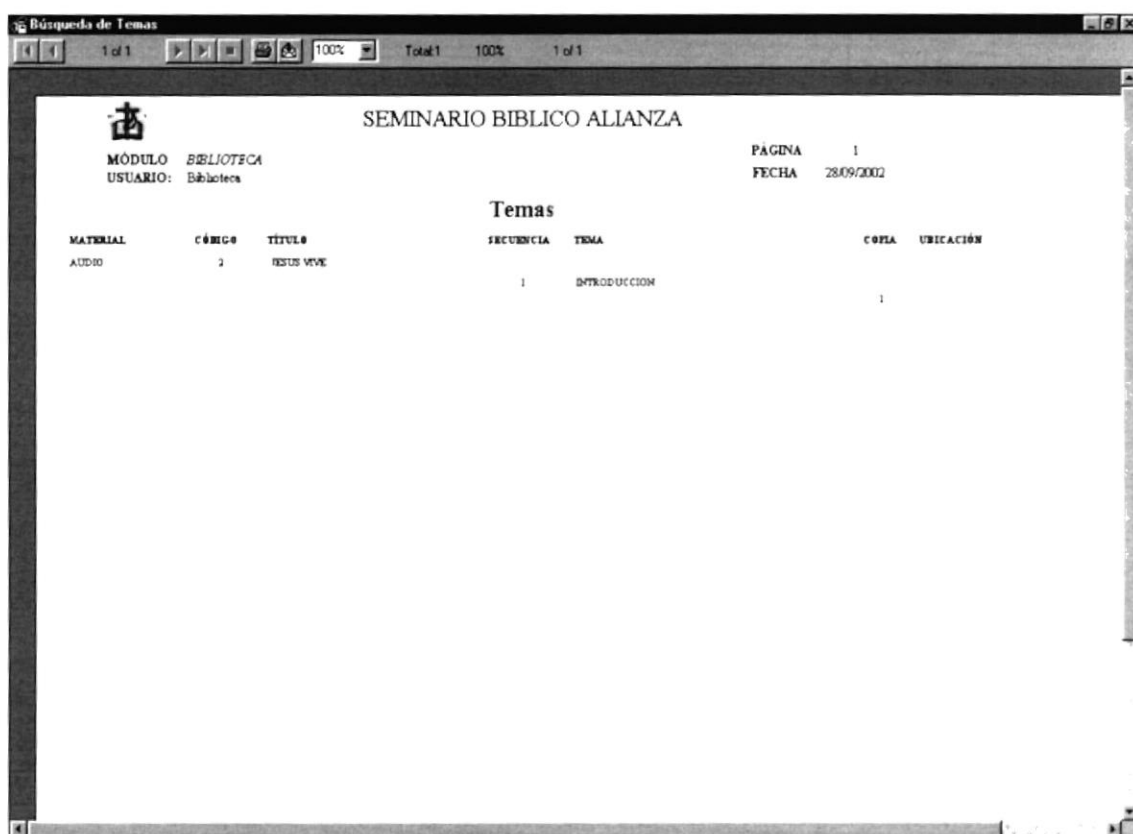 Búsqueda de Temas
1 of 1 100% Total:1 100% 1 of 1
SEMINARIO BIBLICO ALIANZA
MÓDULO BIBLIOTECA PÁGINA 1
USUARIO: Biblioteca FECHA 28/09/2002
Temas
MATERIAL CÓDIGO TÍTULO SECUENCIA TEMA COPIA UBICACIÓN
AUDIO 2 JESUS VIVE
1 INTRODUCCION
1